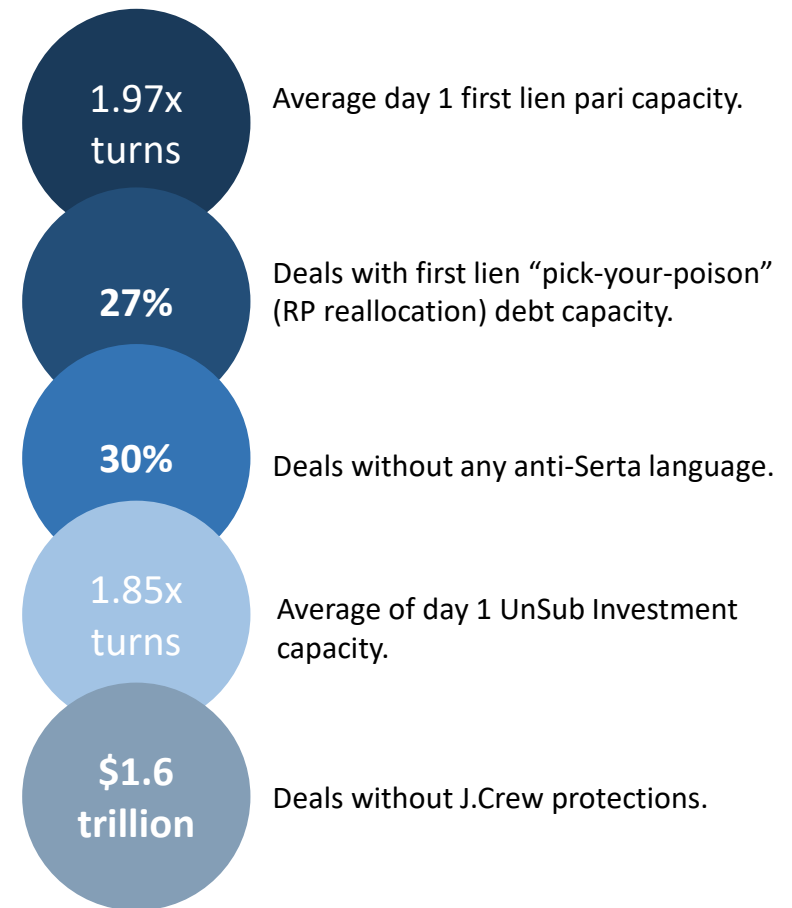 1.97x
turns
Average day 1 first lien pari capacity.
27%
Deals with first lien “pick-your-poison”
(RP reallocation) debt capacity.
30%
Deals without any anti-Serta language.
1.85x
turns
Average of day 1 UnSub Investment
capacity.
$1.6
trillion
Deals without J.Crew protections.